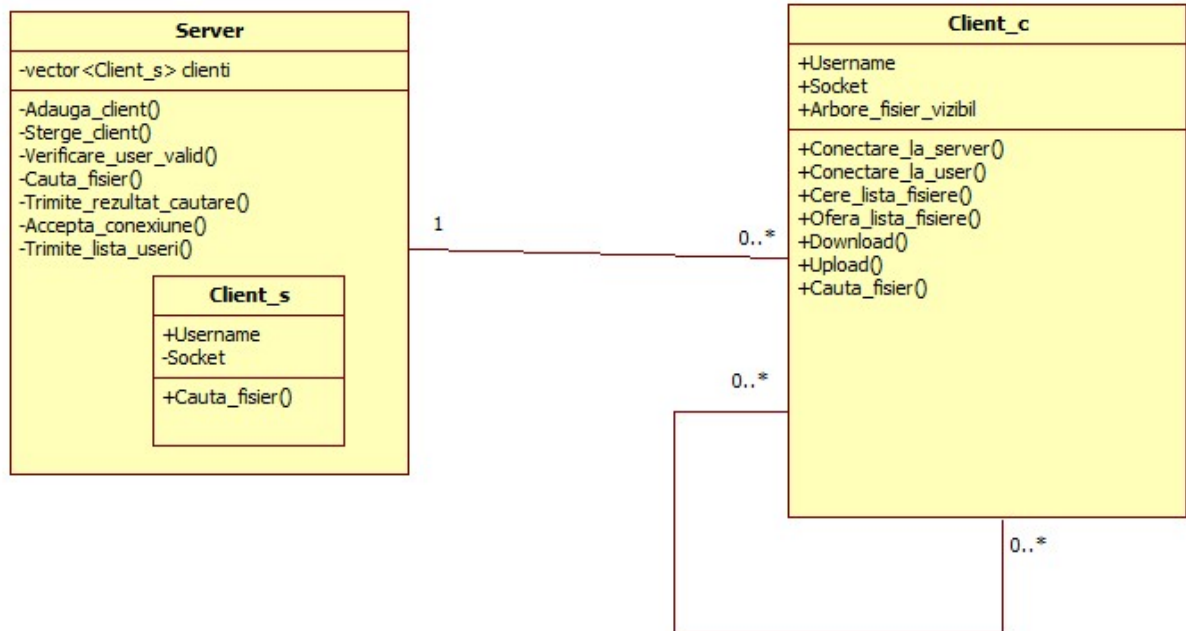 Server
-vector<Client_s> clienti
-Adauga_client()
-Sterge_client()
-Verificare_user_valid()
-Cauta_fisier()
-Trimite_rezultat_cautare()
-Accepta_conexiune()
-Trimite_lista_useri()
Client_s
+Username
-Socket
+Cauta_fisier()
1
0..*
Client_c
+Username
+Socket
+Arbore_fisier_vizibil
+Conectare_la_server()
+Conectare_la_user()
+Cere_lista_fisiere()
+Ofera_lista_fisiere()
+Download()
+Upload()
+Cauta_fisier()
0..*
0..*